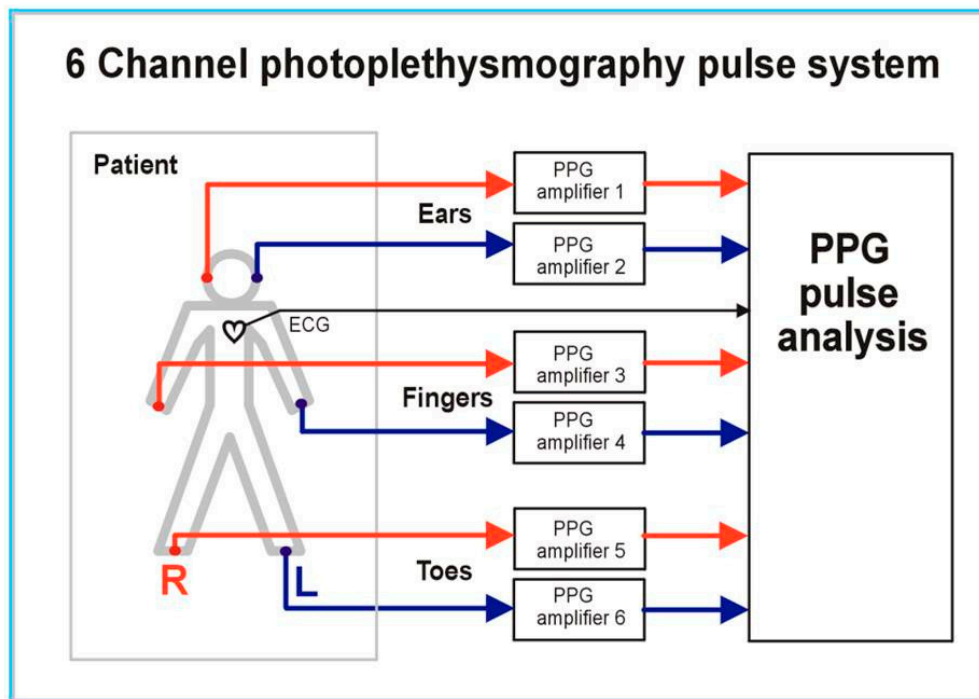 6 Channel photoplethysmography pulse system
Patient
PPG
amplifier 1
Ears
PPG
amplifier 2
PPG
pulse
analysis
ECG
PPG
amplifier 3
Fingers
PPG
amplifier 4
PPG
amplifier 5
Toes
R
L
PPG
amplifier 6